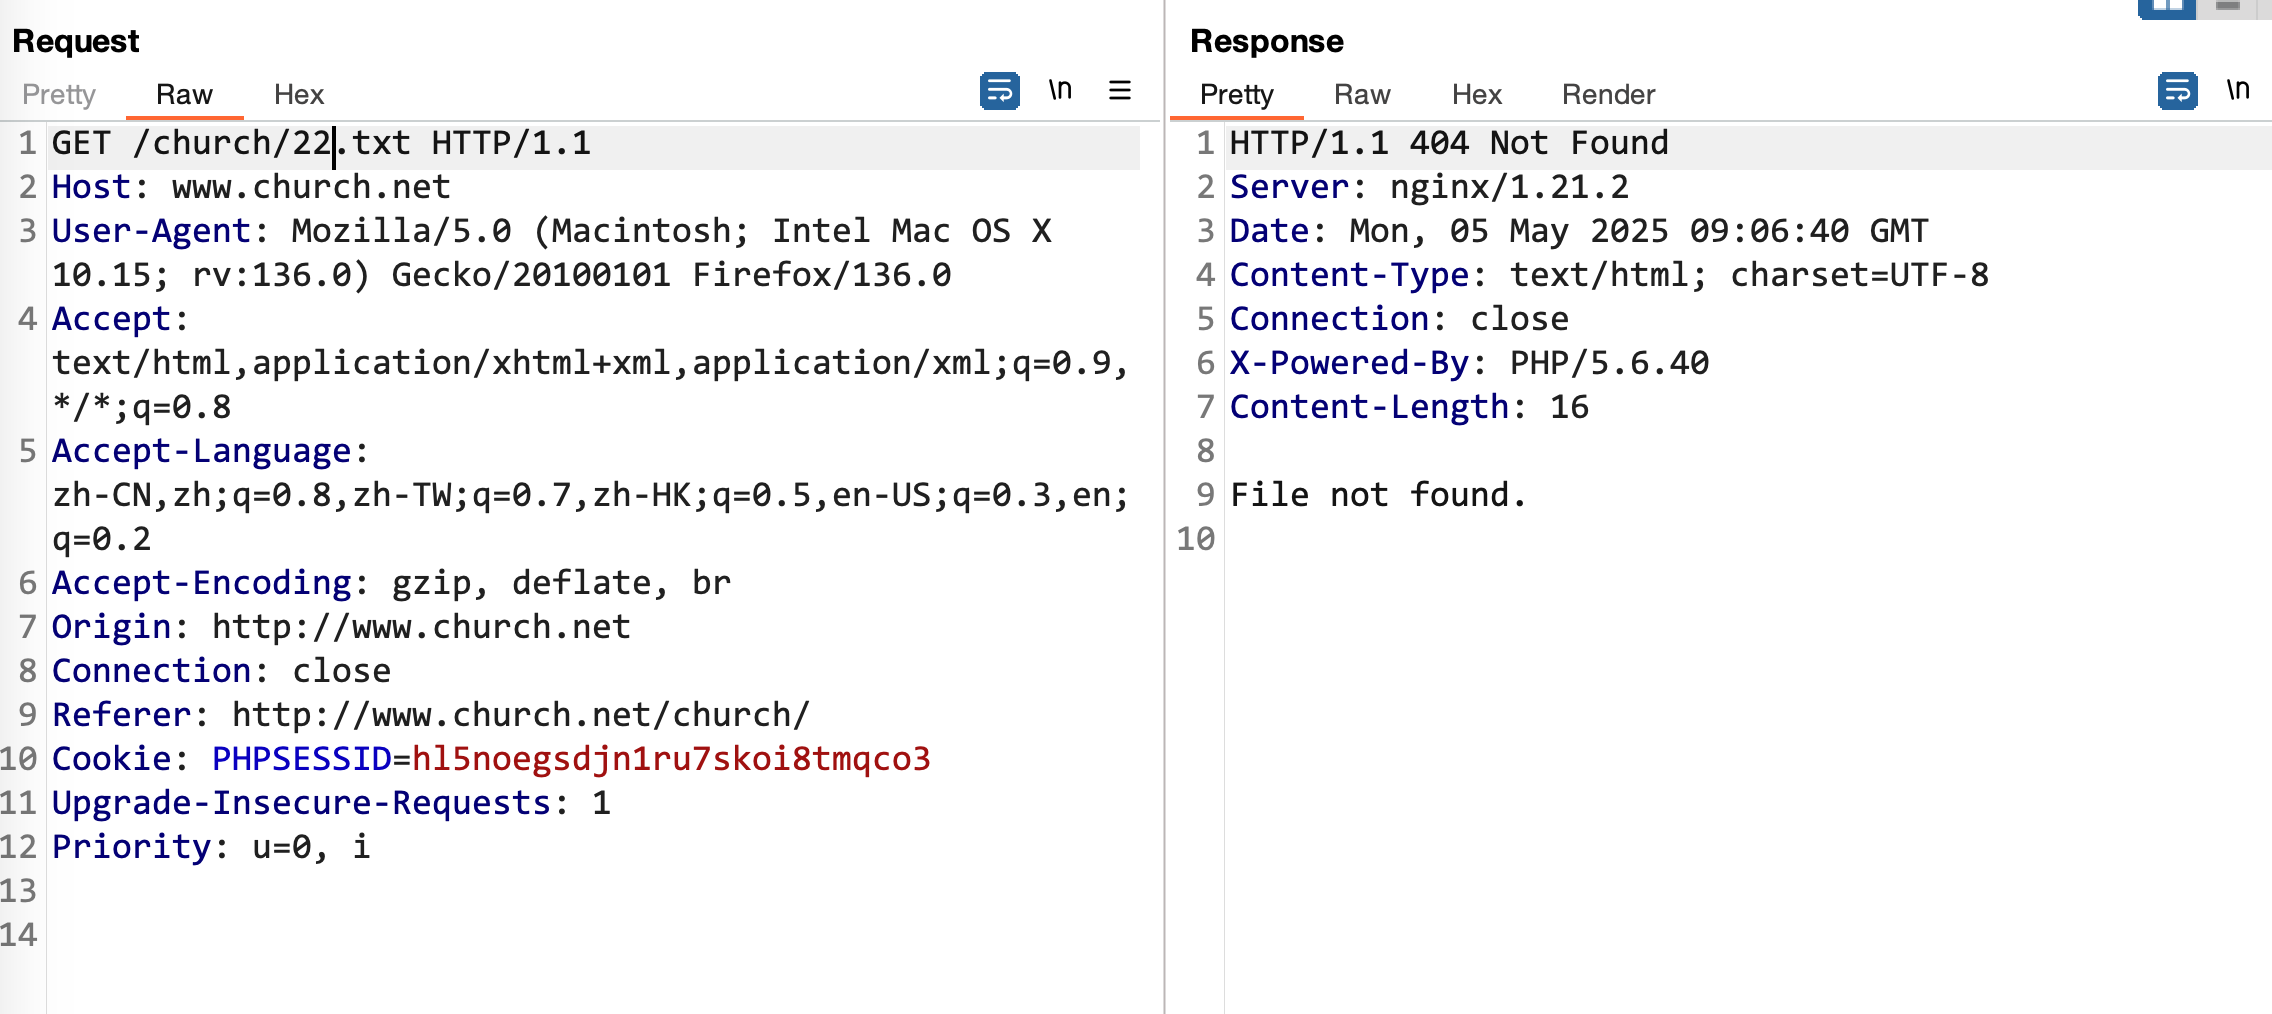 Request
Pretty Raw Hex
\n
1 GET /church/22.txt HTTP/1.1
2 Host: www.church.net
3 User-Agent: Mozilla/5.0 (Macintosh; Intel Mac OS X
10.15; rv:136.0) Gecko/20100101 Firefox/136.0
4 Accept:
text/html,application/xhtml+xml,application/xml;q=0.9,
*/*;q=0.8
5 Accept-Language:
zh-CN,zh;q=0.8,zh-TW;q=0.7,zh-HK;q=0.5,en-US;q=0.3,en;
q=0.2
6 Accept-Encoding: gzip, deflate, br
7 Origin: http://www.church.net
8 Connection: close
9 Referer: http://www.church.net/church/
10 Cookie: PHPSESSID=hl5noegsdjn1ru7skoi8tmqco3
11 Upgrade-Insecure-Requests: 1
12 Priority: u=0, i
13
14
Response
Pretty Raw Hex Render
\n
1 HTTP/1.1 404 Not Found
2 Server: nginx/1.21.2
3 Date: Mon, 05 May 2025 09:06:40 GMT
4 Content-Type: text/html; charset=UTF-8
5 Connection: close
6 X-Powered-By: PHP/5.6.40
7 Content-Length: 16
8
9 File not found.
10